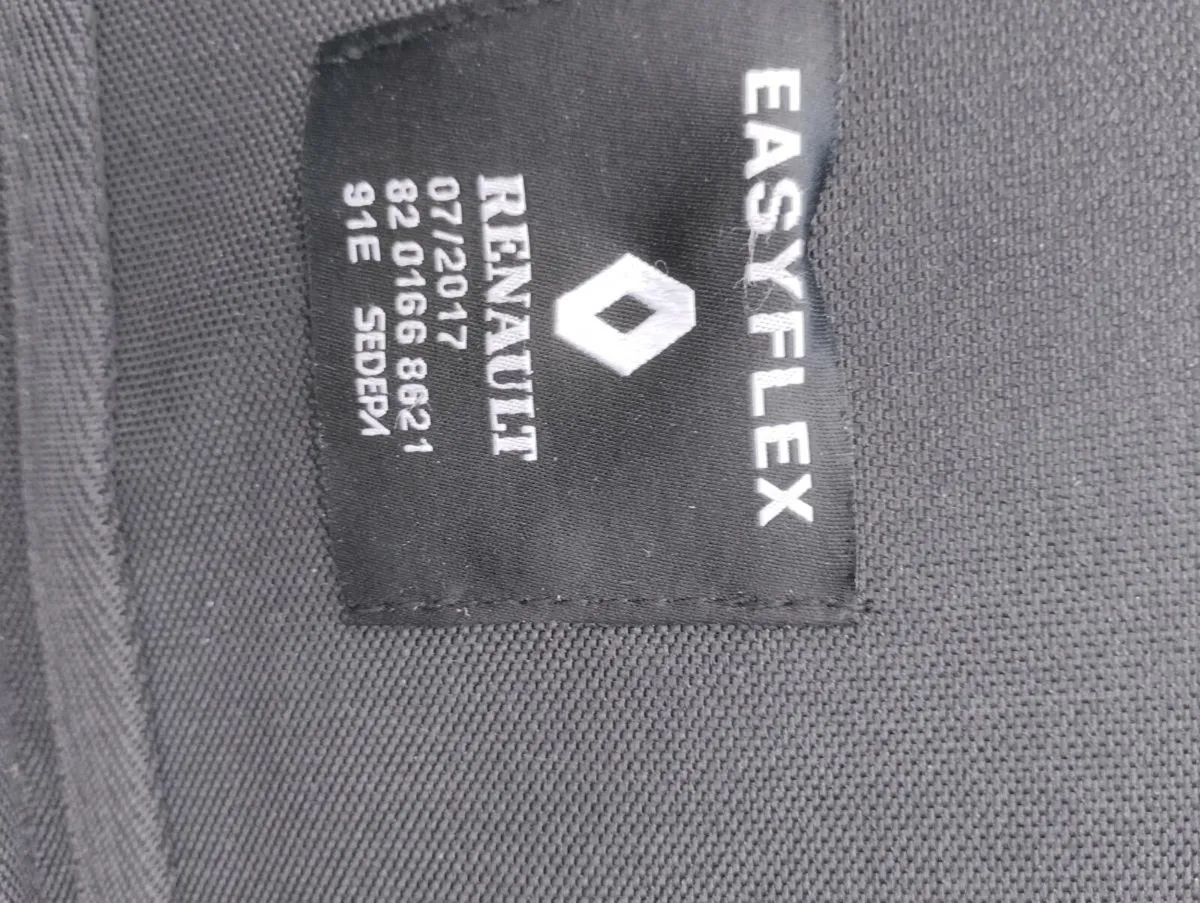 EASYFLEX
RENAULT
07/2017
82 0166 8621
91E SEDEPA